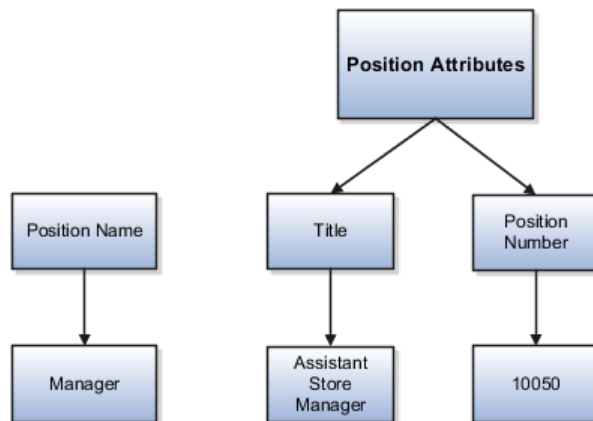 Position Attributes
Position Name
Title
Position
Number
Manager
Assistant
Store
Manager
10050